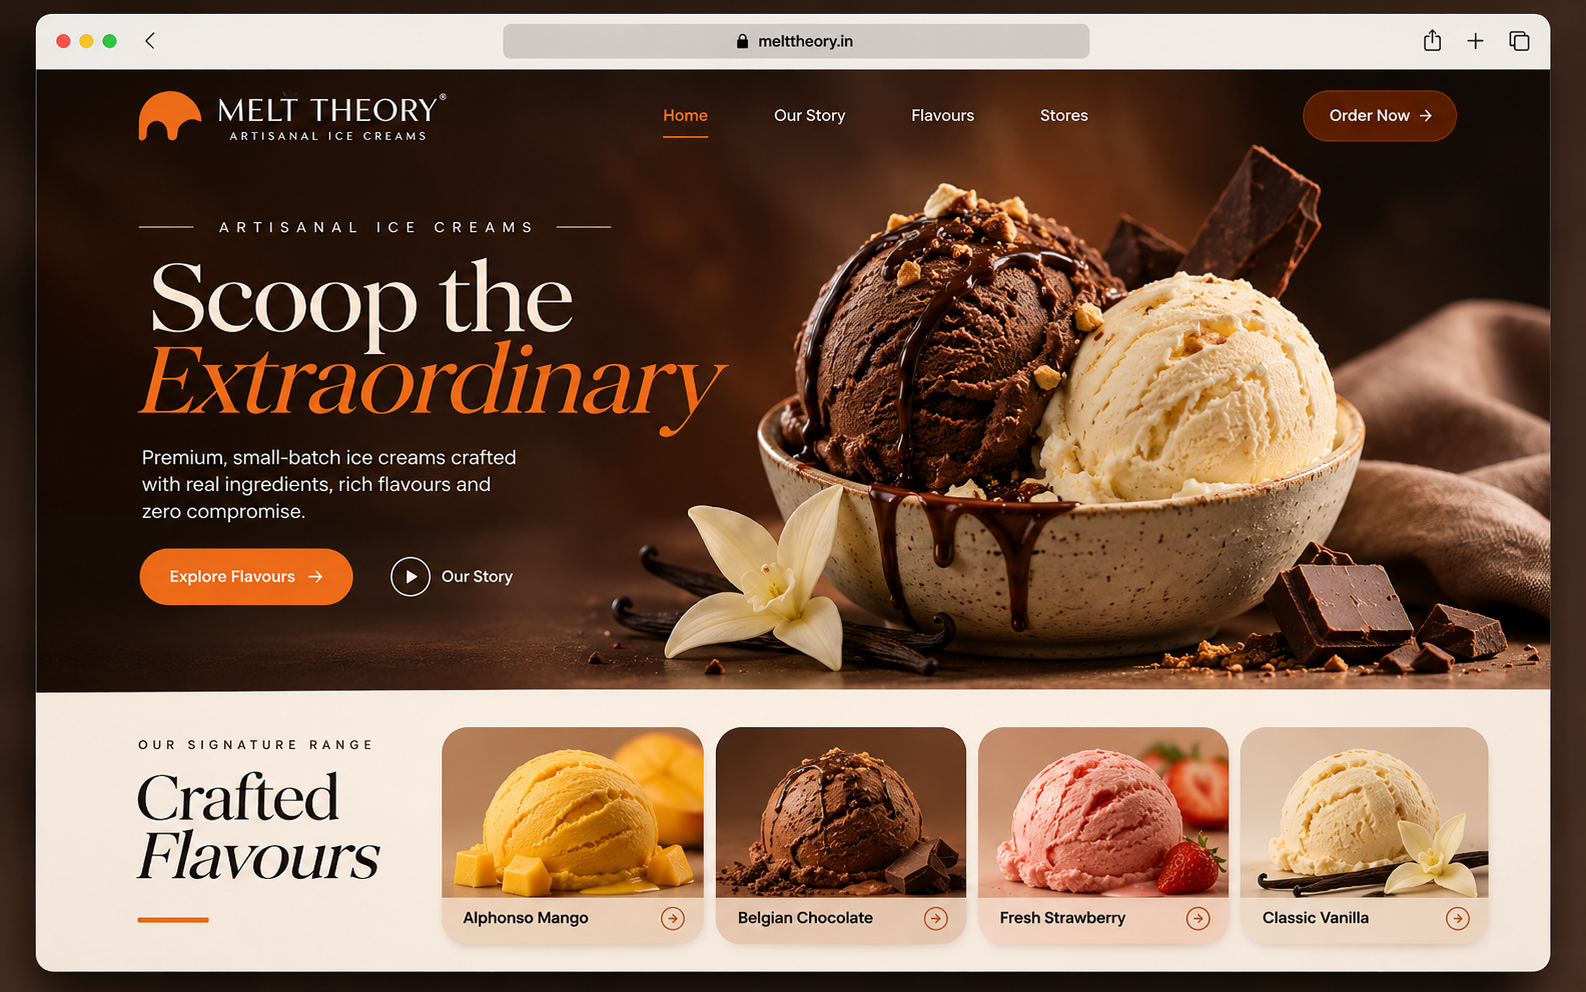 melttheory.in
MELT THEORY®
ARTISANAL ICE CREAMS
Home
Our Story
Flavours
Stores
Order Now
ARTISANAL ICE CREAMS
Scoop the
Extraordinary
Premium, small-batch ice creams crafted
with real ingredients, rich flavours and
zero compromise.
Explore Flavours
Our Story
OUR SIGNATURE RANGE
Crafted
Flavours
Alphonso Mango
Belgian Chocolate
Fresh Strawberry
Classic Vanilla